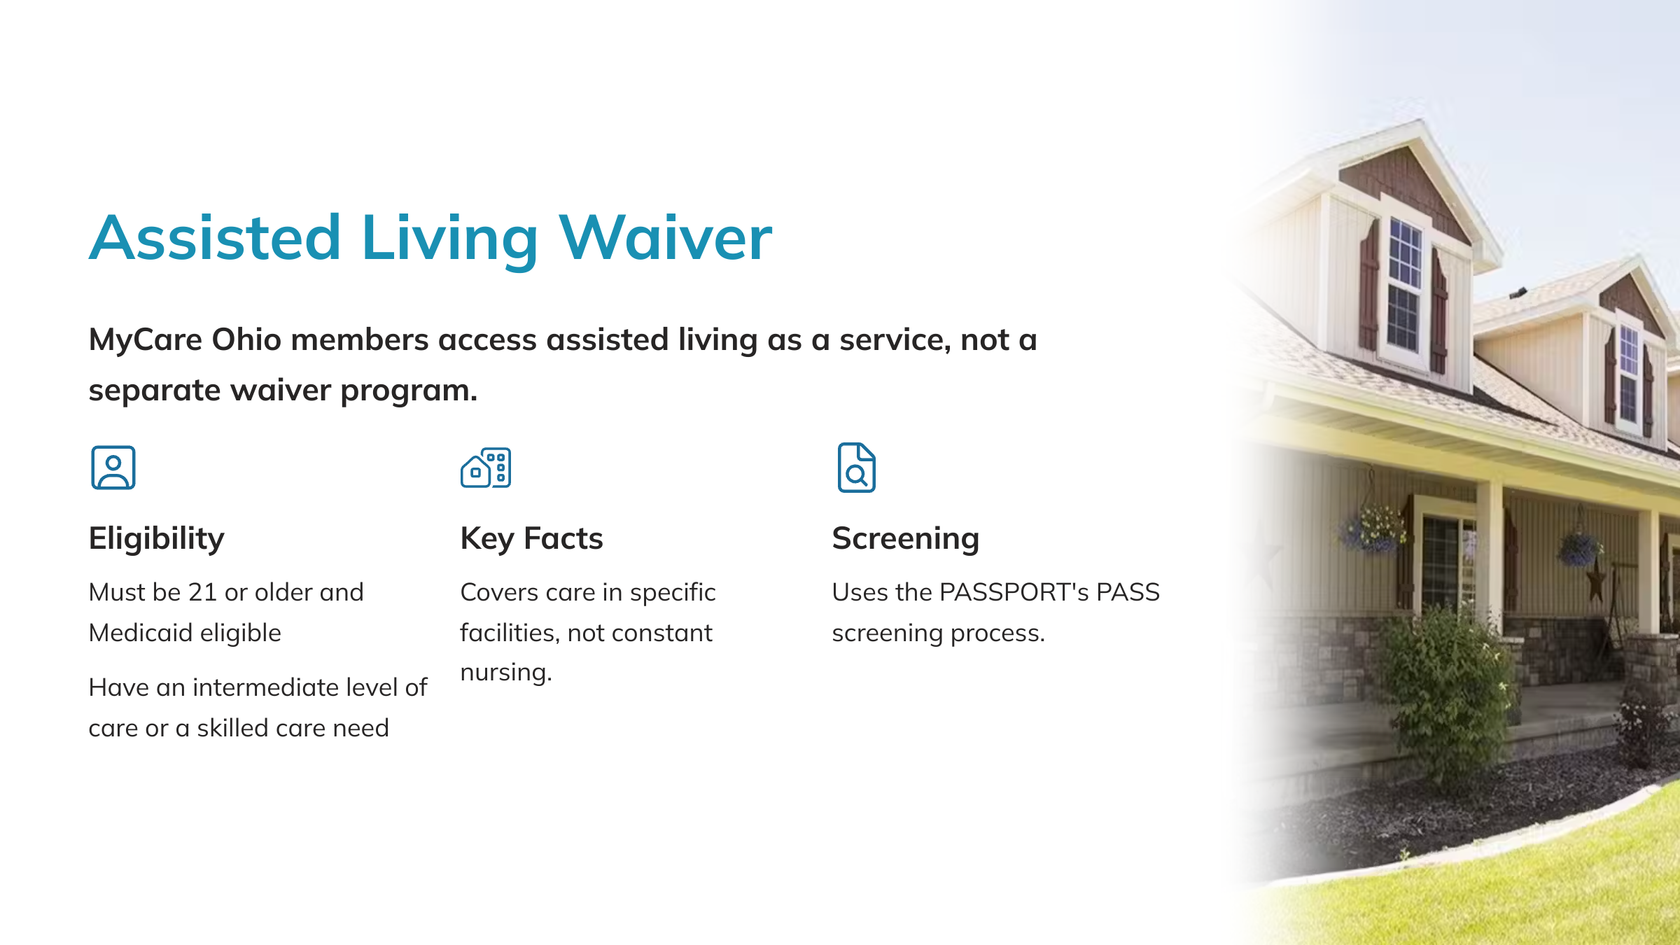 Assisted Living Waiver
MyCare Ohio members access assisted living as a service, not a
separate waiver program.
Eligibility
Must be 21 or older and
Medicaid eligible
Have an intermediate level of
care or a skilled care need
Key Facts
Covers care in specific
facilities, not constant
nursing.
Screening
Uses the PASSPORT's PASS
screening process.